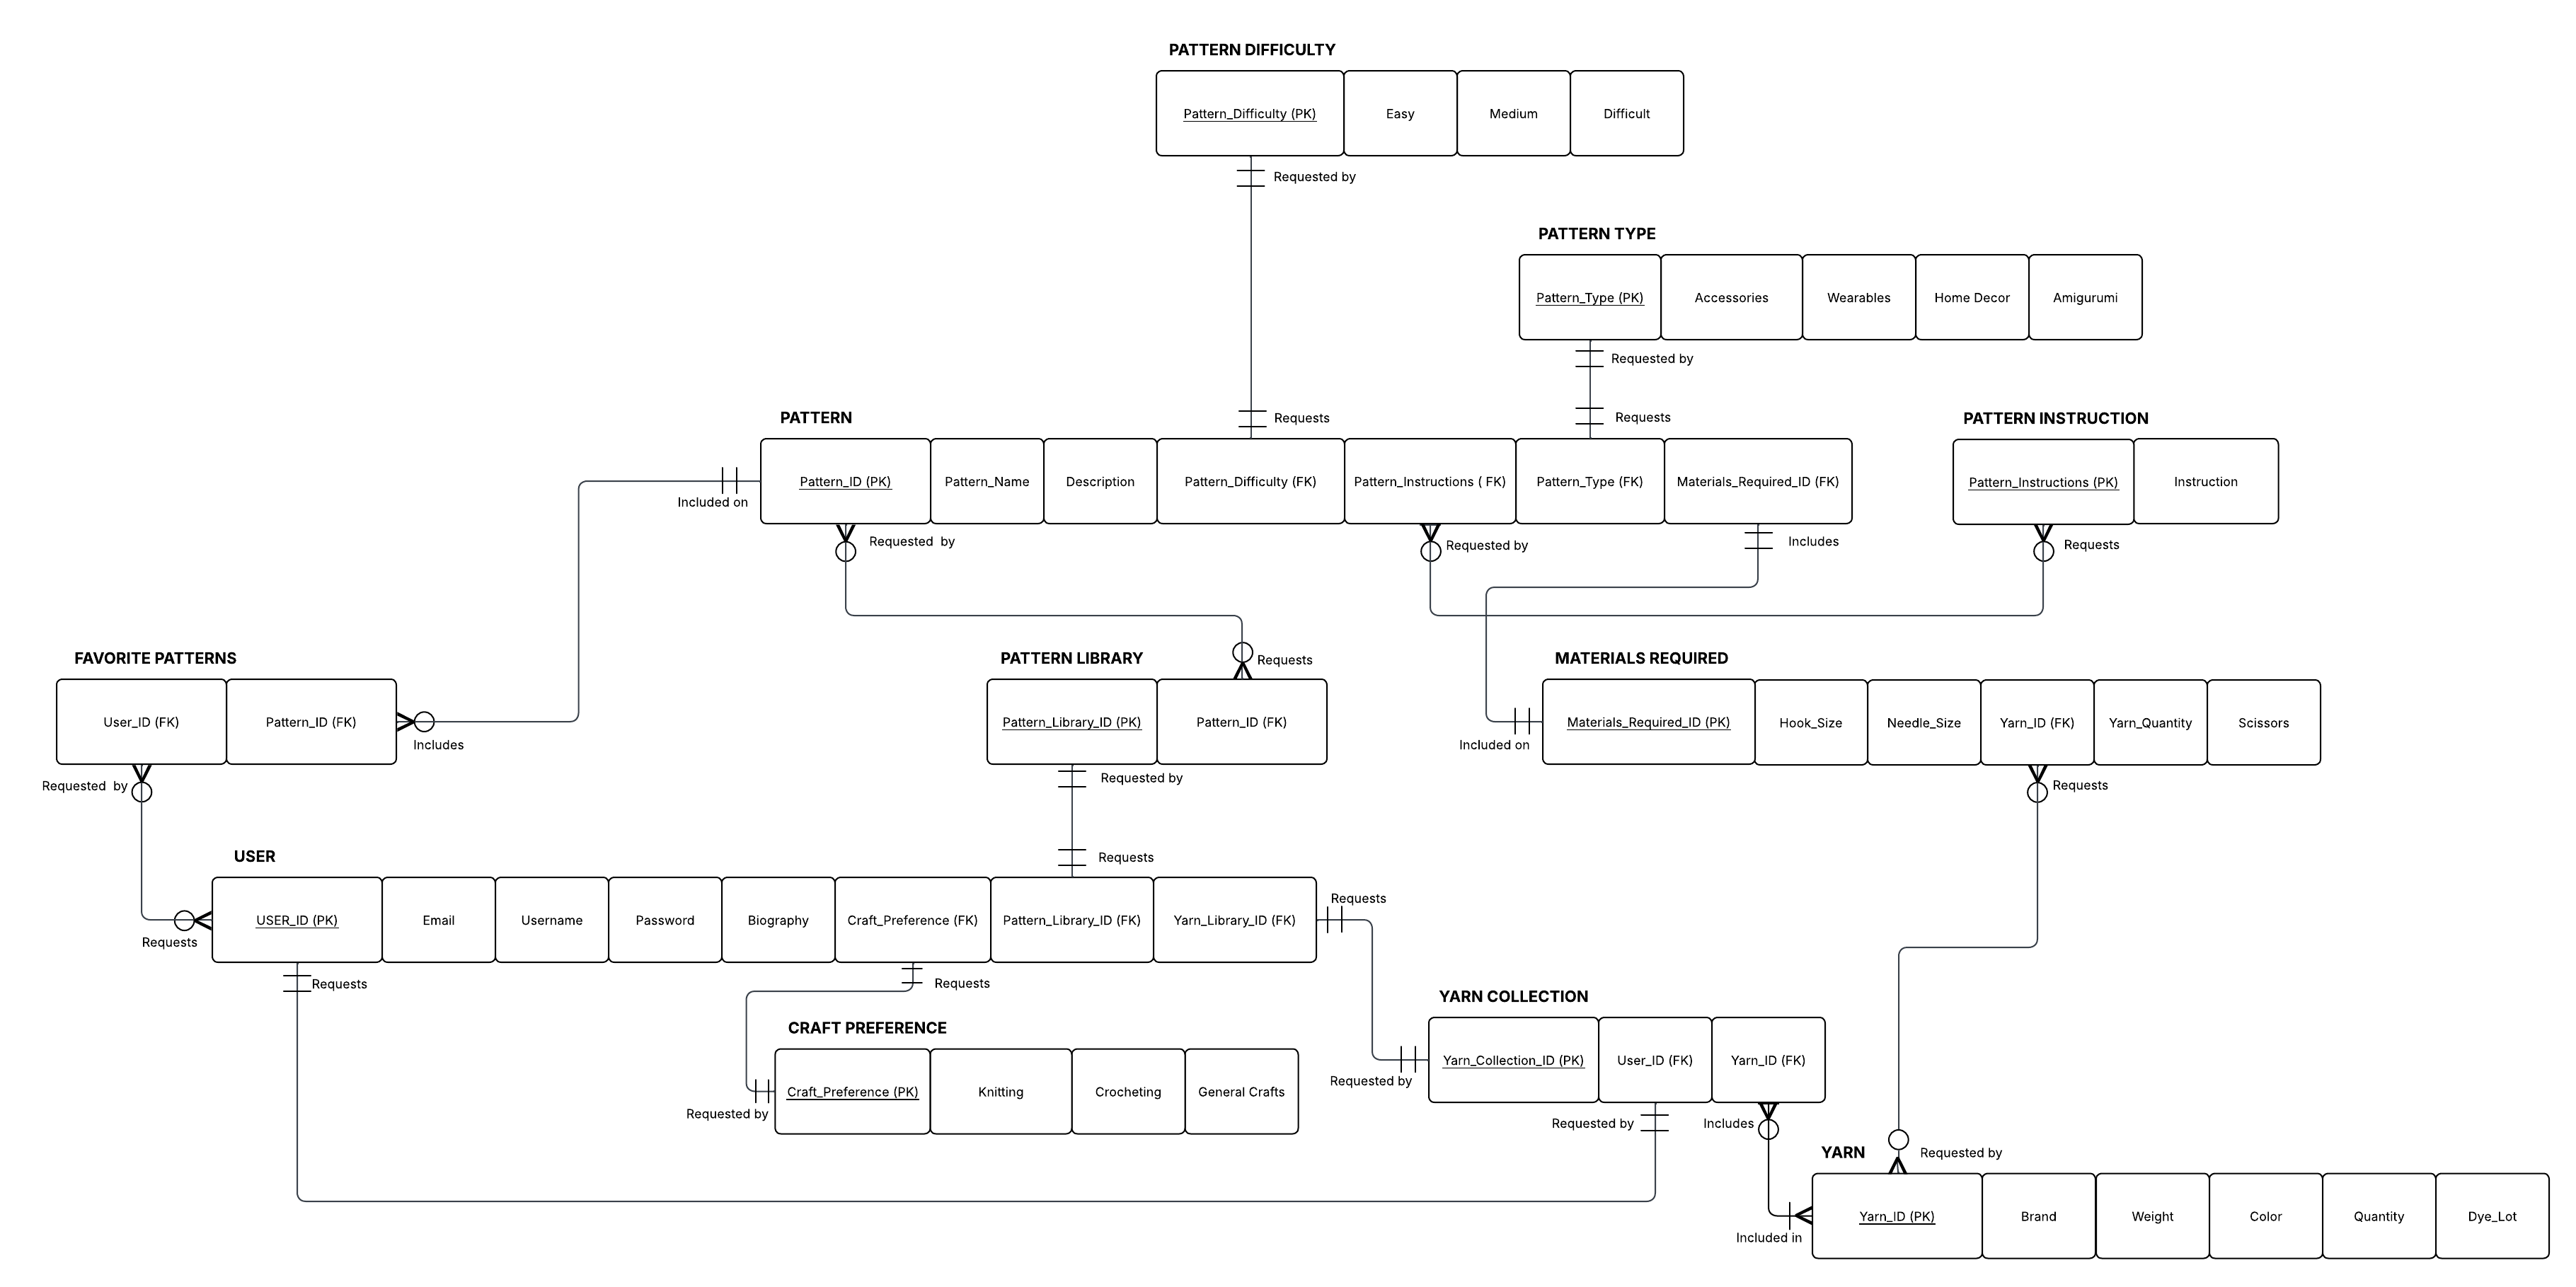 PATTERN DIFFICULTY
Pattern_Difficulty (PK) Easy Medium Difficult
Requested by
PATTERN TYPE
Pattern_Type (PK) Accessories Wearables Home Decor Amigurumi
Requested by
Requests
Requests
PATTERN
Pattern_ID (PK) Pattern_Name Description Pattern_Difficulty (FK) Pattern_Instructions ( FK) Pattern_Type (FK) Materials_Required_ID (FK)
PATTERN INSTRUCTION
Pattern_Instructions (PK) Instruction
Included on
Requested  by
Requested by
Includes
Requests
FAVORITE PATTERNS
User_ID (FK) Pattern_ID (FK)
Includes
Requested  by
PATTERN LIBRARY
Requests
Pattern_Library_ID (PK) Pattern_ID (FK)
Requested by
MATERIALS REQUIRED
Materials_Required_ID (PK) Hook_Size Needle_Size Yarn_ID (FK) Yarn_Quantity Scissors
Included on
Requests
Requests
USER
USER_ID (PK) Email Username Password Biography Craft_Preference (FK) Pattern_Library_ID (FK) Yarn_Library_ID (FK)
Requests
Requests
Requests
Requests
CRAFT PREFERENCE
Craft_Preference (PK) Knitting Crocheting General Crafts
Requested by
YARN COLLECTION
Yarn_Collection_ID (PK) User_ID (FK) Yarn_ID (FK)
Requested by
Requested by
Includes
YARN
Requested by
Yarn_ID (PK) Brand Weight Color Quantity Dye_Lot
Included in